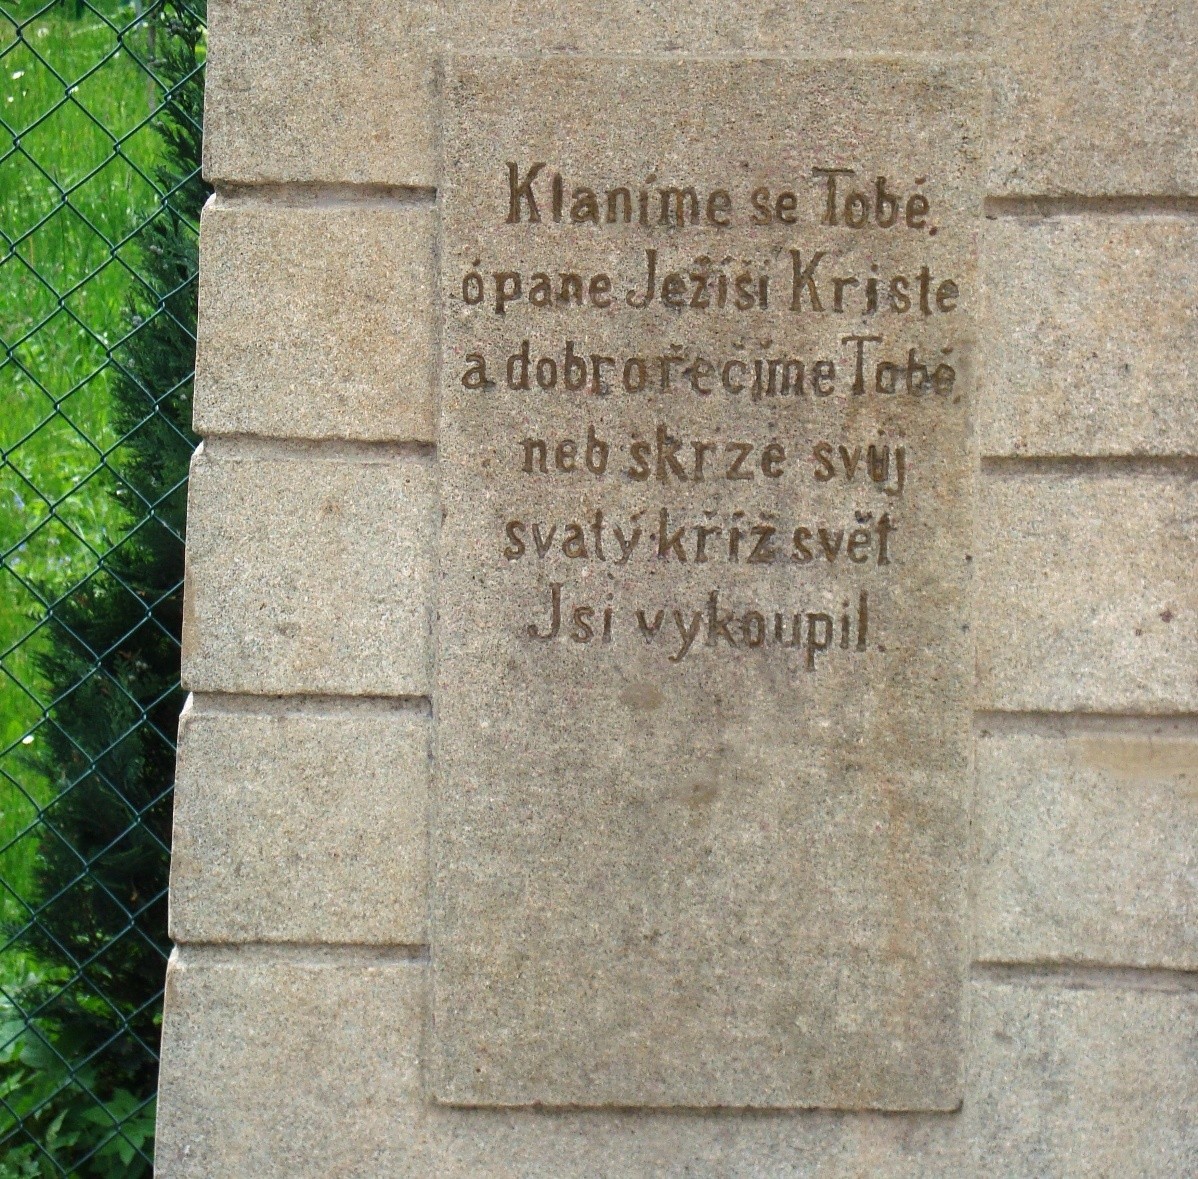 Klaníme se Tobě,
ó pane Ježíši Kriste
a dobrořečíme Tobě,
neb skrze svůj
svatý kříž svět
Jsi vykoupil.